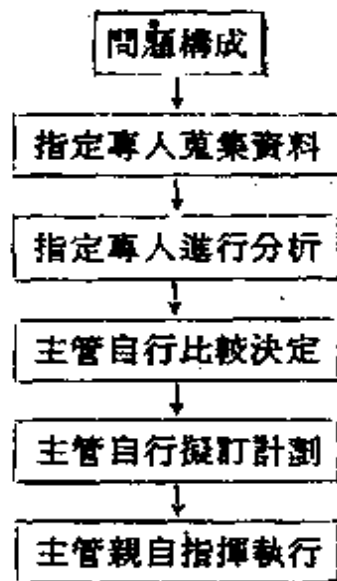 問題構成
指定專人蒐集資料
指定專人進行分析
主管自行比較決定
主管自行擬訂計劃
主管親自指揮執行